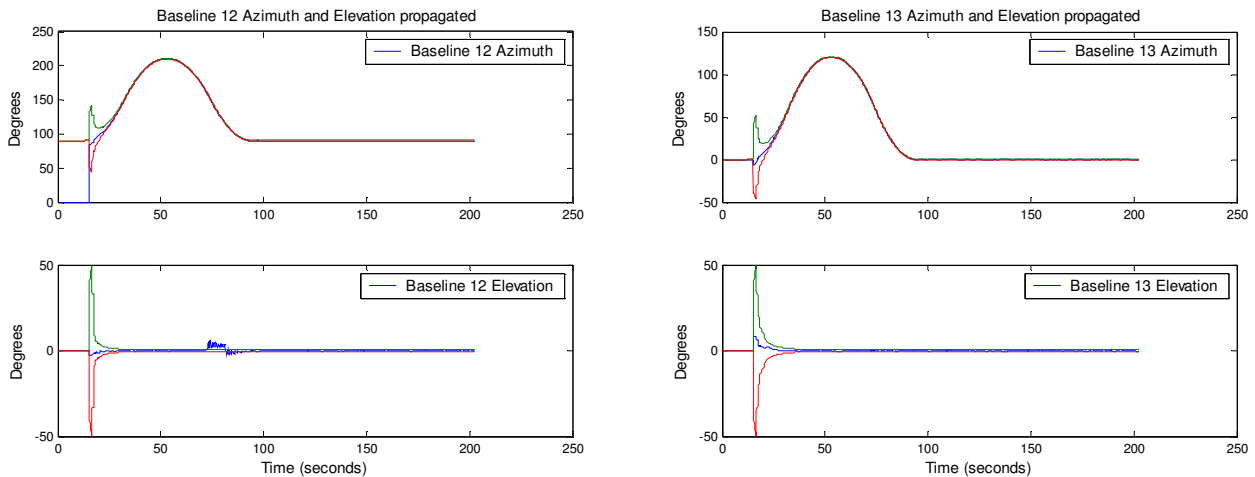 Baseline 12 Azimuth and Elevation propagated
250
200
150
100
50
0
Degrees
Baseline 12 Azimuth
0 50 100 150 200 250
Baseline 13 Azimuth and Elevation propagated
150
100
50
0
-50
Degrees
Baseline 13 Azimuth
0 50 100 150 200 250
50
0
-50
Degrees
Baseline 12 Elevation
0 50 100 150 200 250
Time (seconds)
50
0
-50
Degrees
Baseline 13 Elevation
0 50 100 150 200 250
Time (seconds)